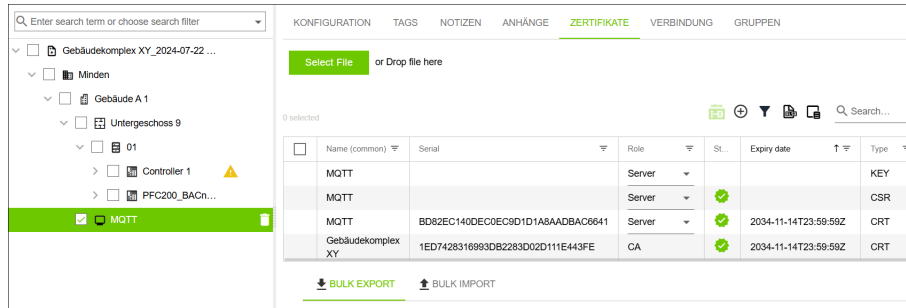 Enter search term or choose search filter
Gebäudekomplex XY_2024-07-22 ...
Minden
Gebäude A 1
Untergeschoss 9
01
Controller 1
PFC200_BACn...
MQTT
KONFIGURATION TAGS NOTIZEN ANHÄNGE ZERTIFIKATE VERBINDUNG GRUPPEN
Select File or Drop file here
0 selected
Search...
Name (common) Serial Role St... Expiry date Type
MQTT Server KEY
MQTT Server CSR
MQTT BD82EC140DEC0EC9D1D1A8AADBAC6641 Server 2034-11-14T23:59:59Z CRT
Gebäudekomplex
XY 1ED7428316993DB2283D02D111E443FE CA 2034-11-14T23:59:59Z CRT
BULK EXPORT BULK IMPORT